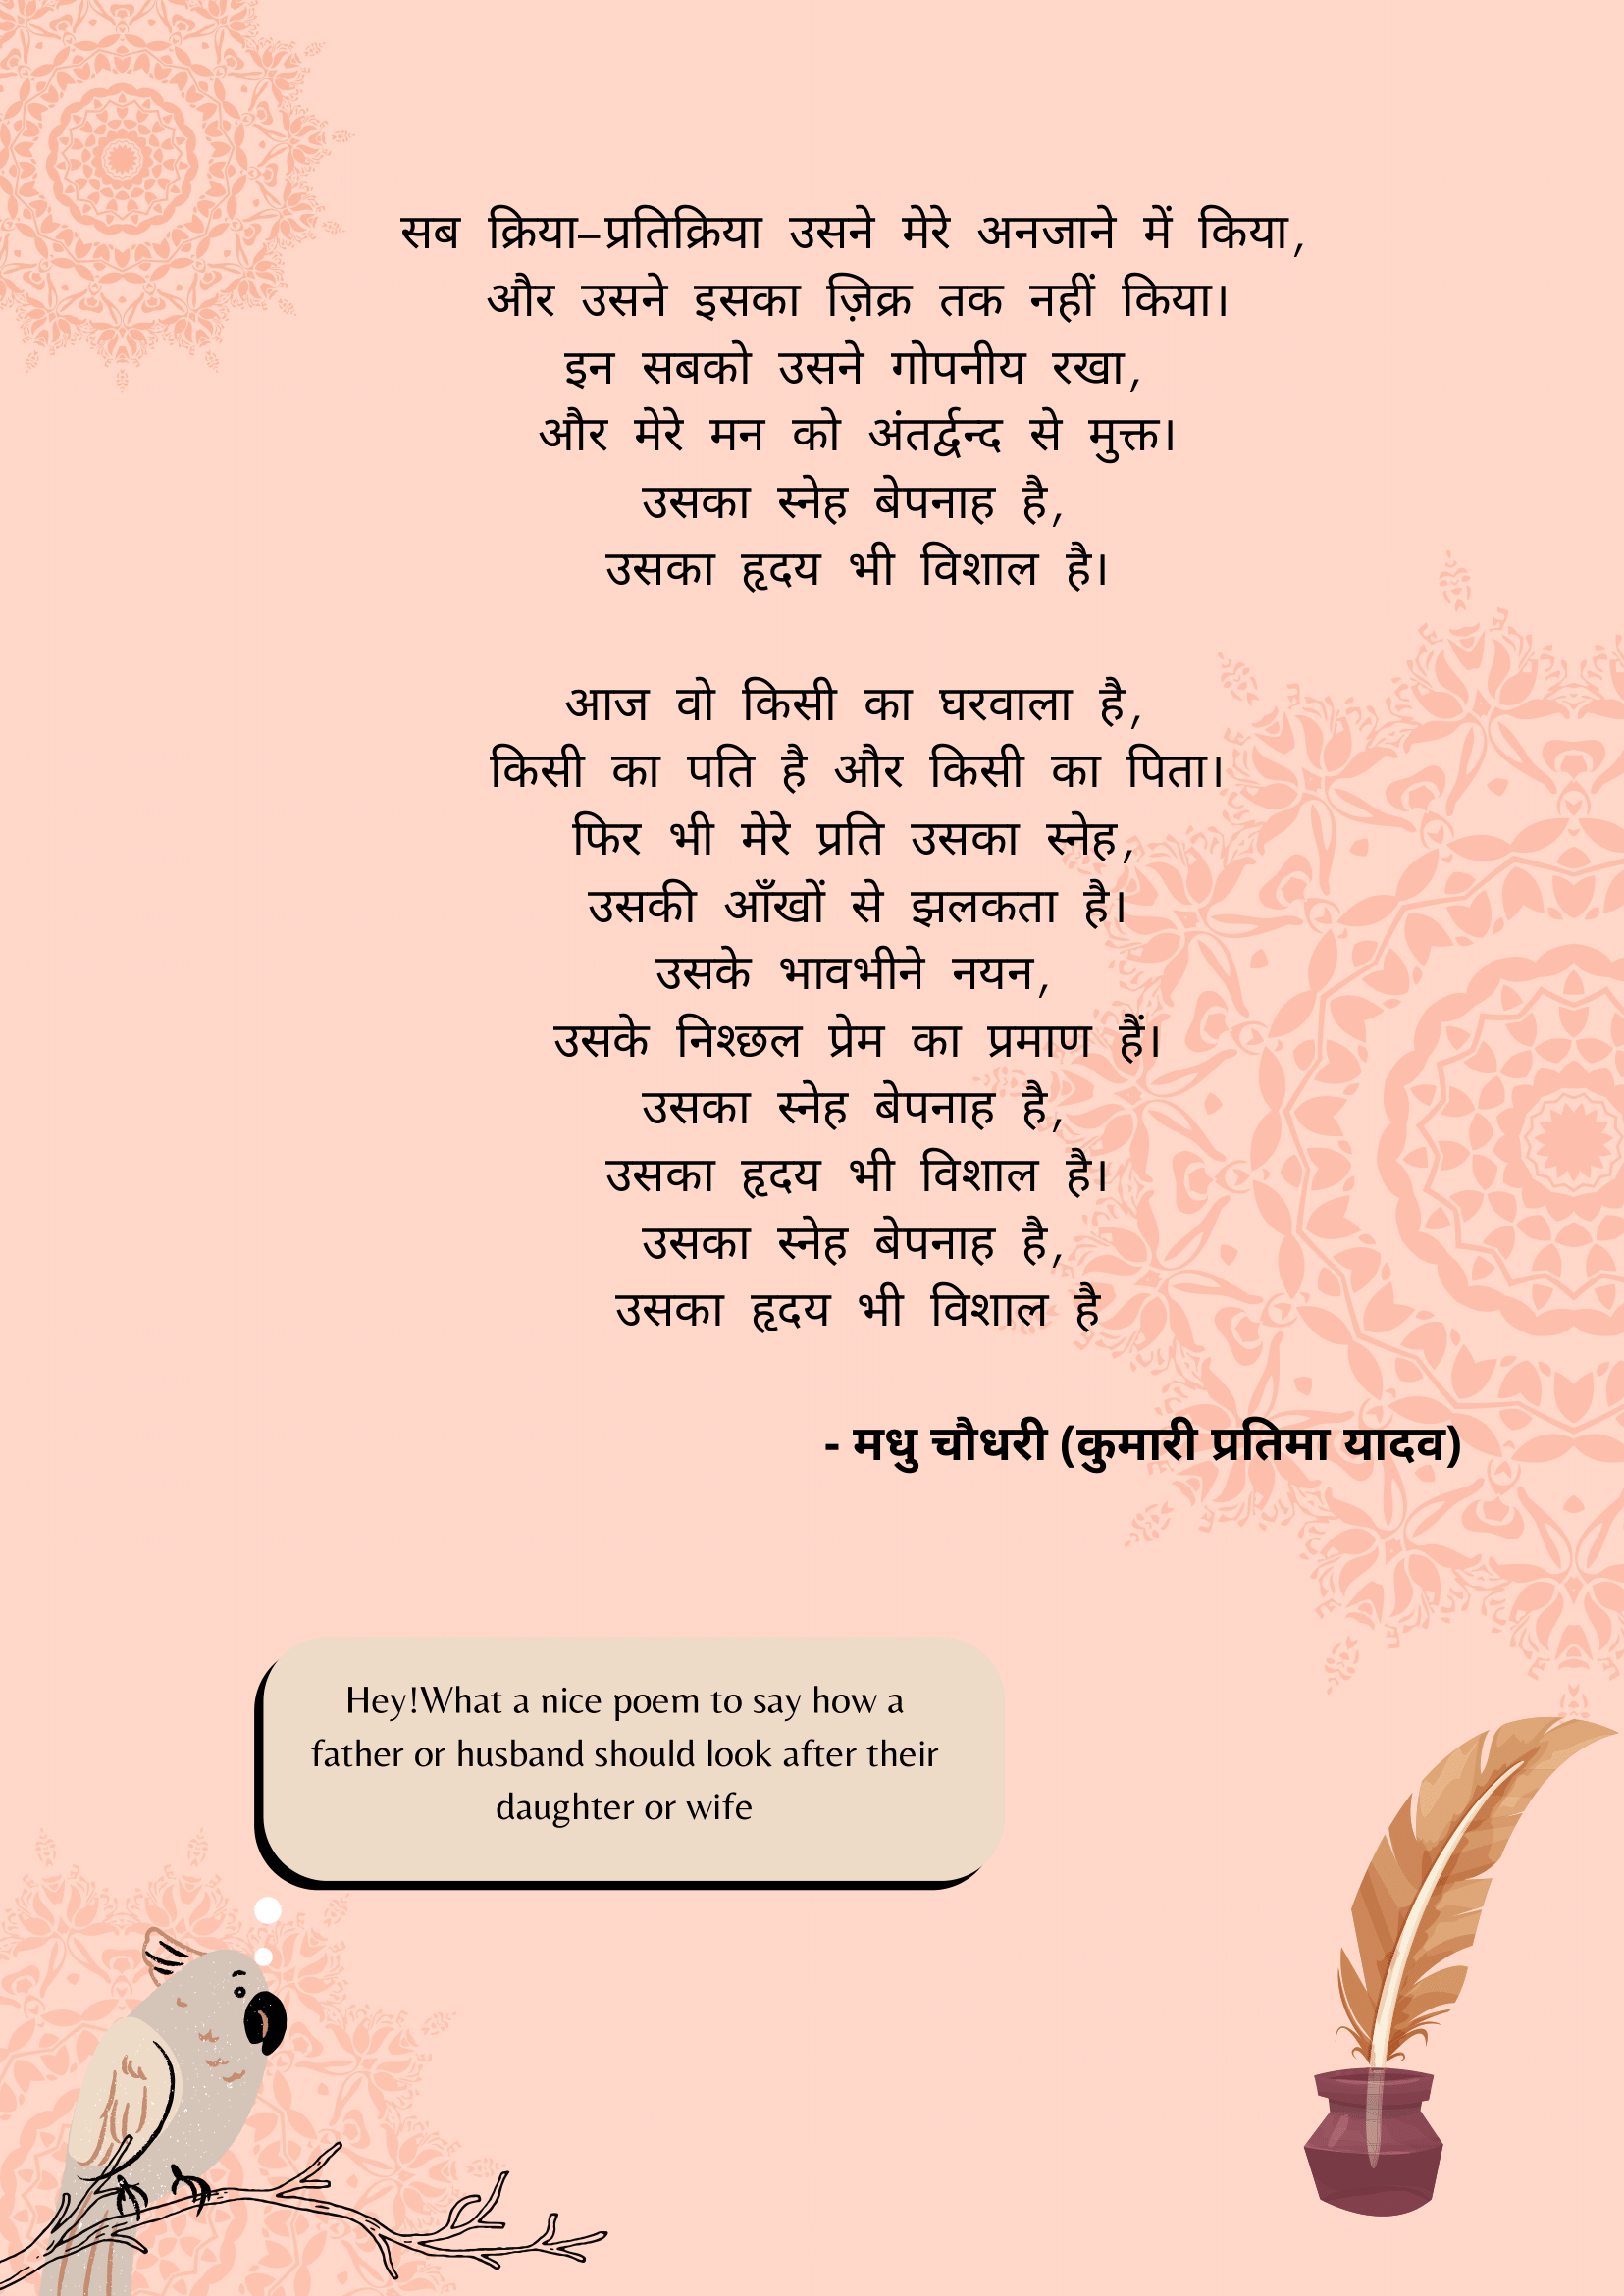 सब क्रिया–प्रतिक्रिया उसने मेरे अनजाने में किया,
और उसने इसका ज़िक्र तक नहीं किया।
इन सबको उसने गोपनीय रखा,
और मेरे मन को अंतर्द्वन्द से मुक्त।
उसका स्नेह बेपनाह है,
उसका हृदय भी विशाल है।
आज वो किसी का घरवाला है,
किसी का पति है और किसी का पिता।
फिर भी मेरे प्रति उसका स्नेह,
उसकी आँखों से झलकता है।
उसके भावभीने नयन,
उसके निश्छल प्रेम का प्रमाण हैं।
उसका स्नेह बेपनाह है,
उसका हृदय भी विशाल है।
उसका स्नेह बेपनाह है,
उसका हृदय भी विशाल है
- मधु चौधरी (कुमारी प्रतिमा यादव)
Hey!What a nice poem to say how a
father or husband should look after their
daughter or wife